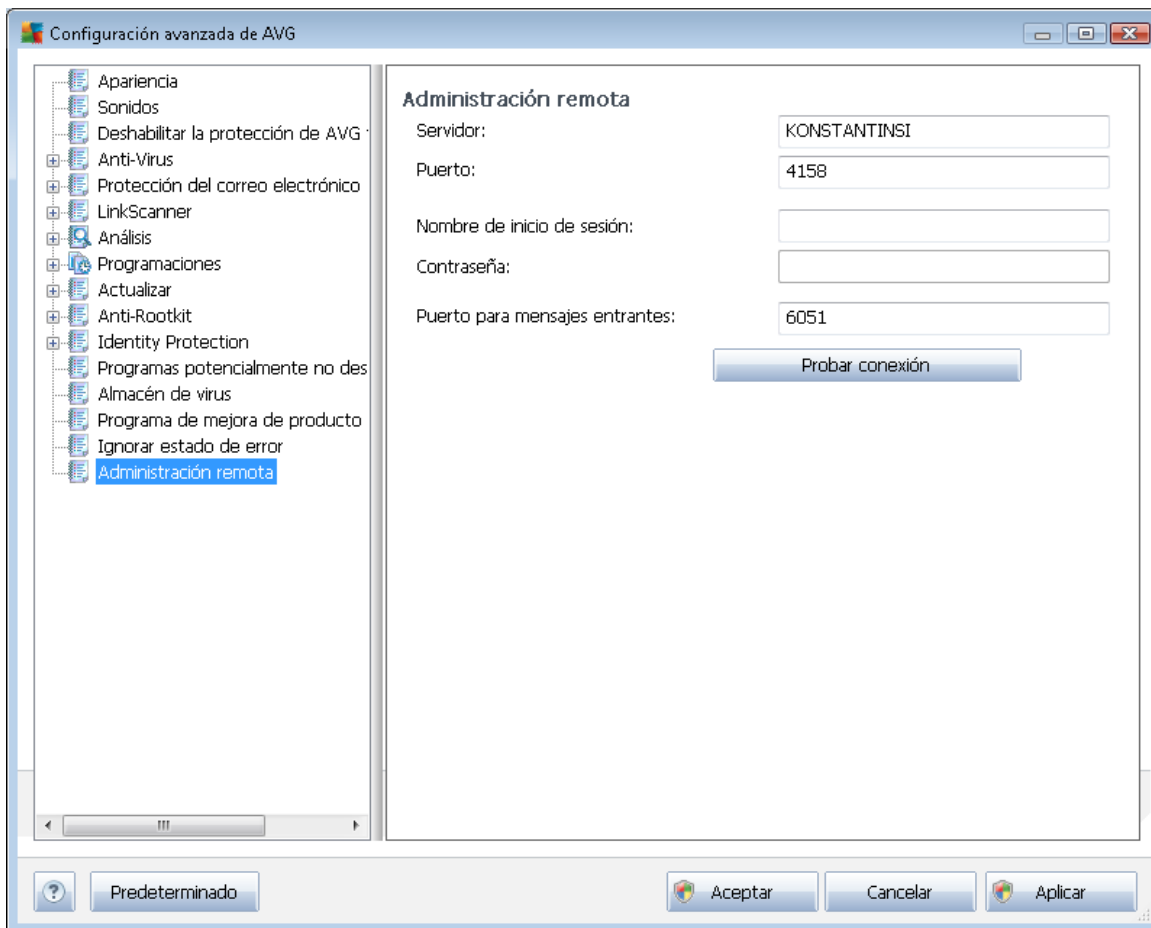 Configuración avanzada de AVG
Apariencia
Sonidos
Deshabilitar la protección de AVG
Anti-Virus
Protección del correo electrónico
LinkScanner
Análisis
Programaciones
Actualizar
Anti-Rootkit
Identity Protection
Programas potencialmente no des
Almacén de virus
Programa de mejora de producto
Ignorar estado de error
Administración remota
Administración remota
Servidor: KONSTANTINSI
Puerto: 4158
Nombre de inicio de sesión:
Contraseña:
Puerto para mensajes entrantes: 6051
Probar conexión
? Predeterminado Aceptar Cancelar Aplicar